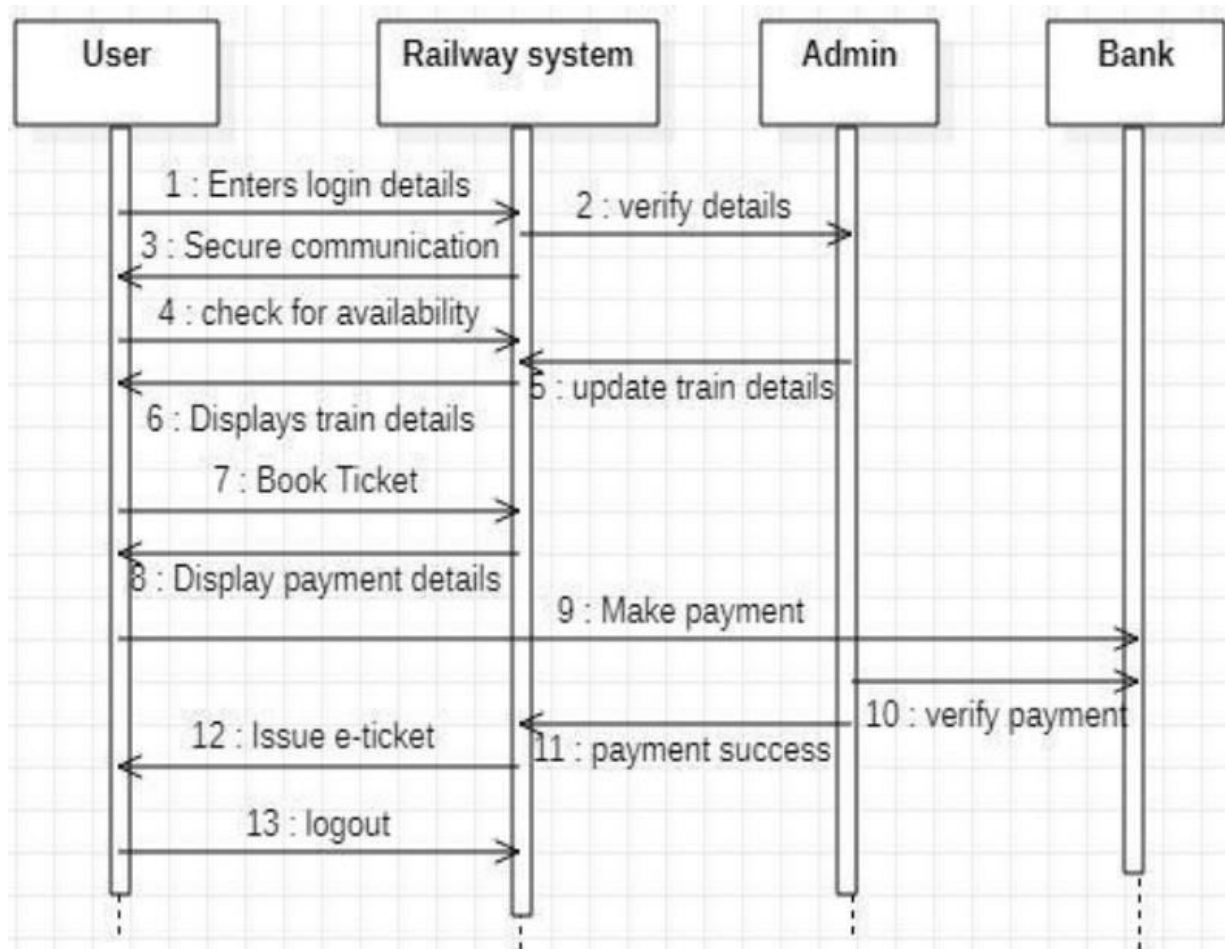 User
Railway system
Admin
Bank
1 : Enters login details
2 : verify details
3 : Secure communication
4 : check for availability
5 : update train details
6 : Displays train details
7 : Book Ticket
8 : Display payment details
9 : Make payment
10 : verify payment
11 : payment success
12 : Issue e-ticket
13 : logout